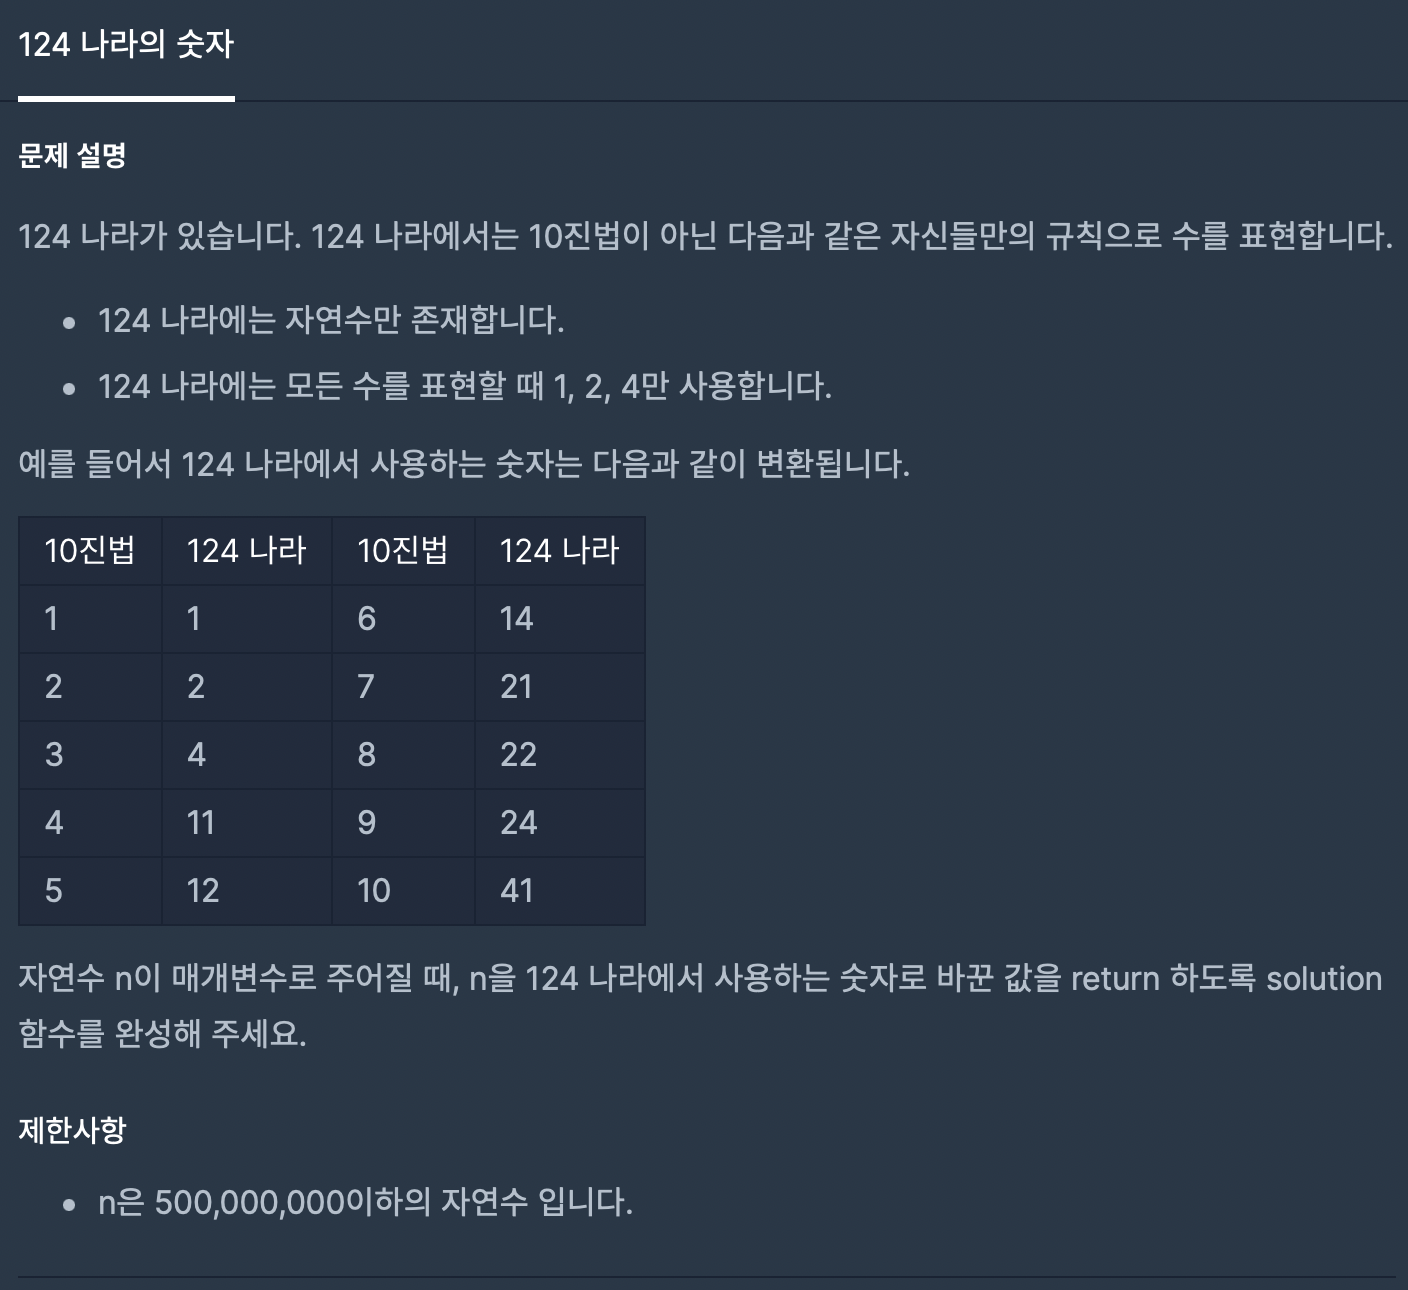 124 나라의 숫자
문제 설명
124 나라가 있습니다. 124 나라에서는 10진법이 아닌 다음과 같은 자신들만의 규칙으로 수를 표현합니다.
124 나라에는 자연수만 존재합니다.
124 나라에는 모든 수를 표현할 때 1, 2, 4만 사용합니다.
예를 들어서 124 나라에서 사용하는 숫자는 다음과 같이 변환됩니다.
10진법 124 나라 10진법 124 나라
1 1 6 14
2 2 7 21
3 4 8 22
4 11 9 24
5 12 10 41
자연수 n이 매개변수로 주어질 때, n을 124 나라에서 사용하는 숫자로 바꾼 값을 return 하도록 solution
함수를 완성해 주세요.
제한사항
n은 500,000,000이하의 자연수 입니다.